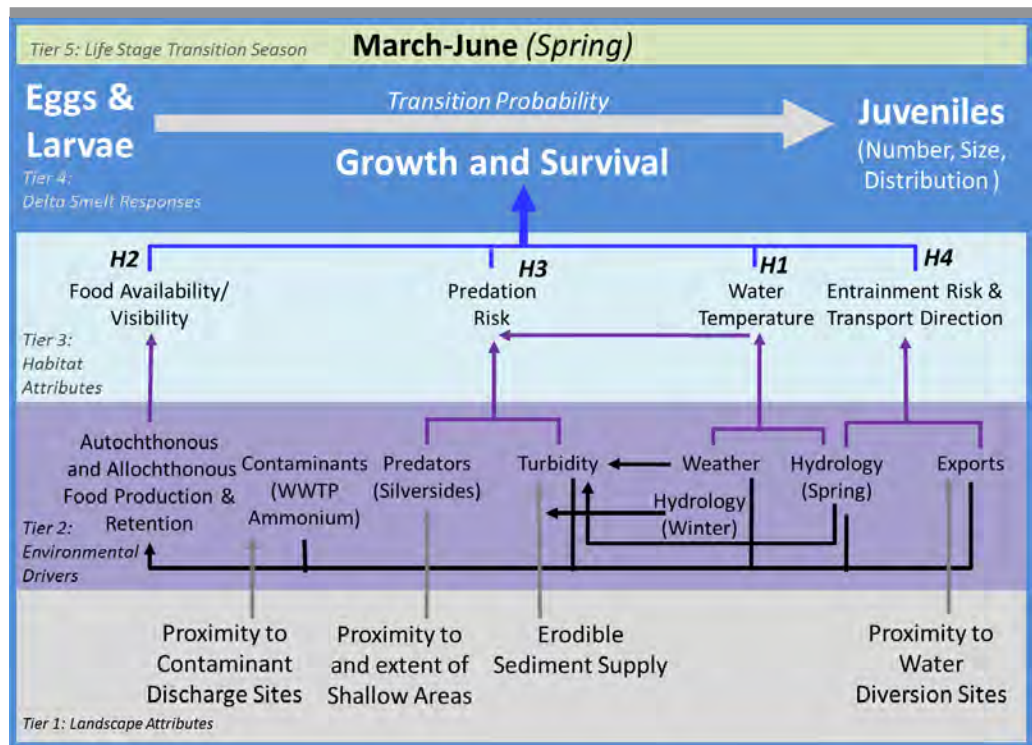 Tier 5: Life Stage Transition Season
March-June (Spring)
Eggs &
Larvae
Transition Probability
Juveniles
(Number, Size,
Distribution )
Growth and Survival
Tier 4:
Delta Smelt Responses
H2
H3
H1
H4
Food Availability/
Visibility
Predation
Risk
Water
Temperature
Entrainment Risk &
Transport Direction
Tier 3:
Habitat
Attributes
Autochthonous
and Allochthonous
Food Production &
Retention
Contaminants
(WWTP
Ammonium)
Predators
(Silversides)
Turbidity
Weather
Hydrology
(Spring)
Exports
Hydrology
(Winter)
Tier 2:
Environmental
Drivers
Proximity to
Contaminant
Discharge Sites
Proximity to
and extent of
Shallow Areas
Erodible
Sediment Supply
Proximity to
Water
Diversion Sites
Tier 1: Landscape Attributes